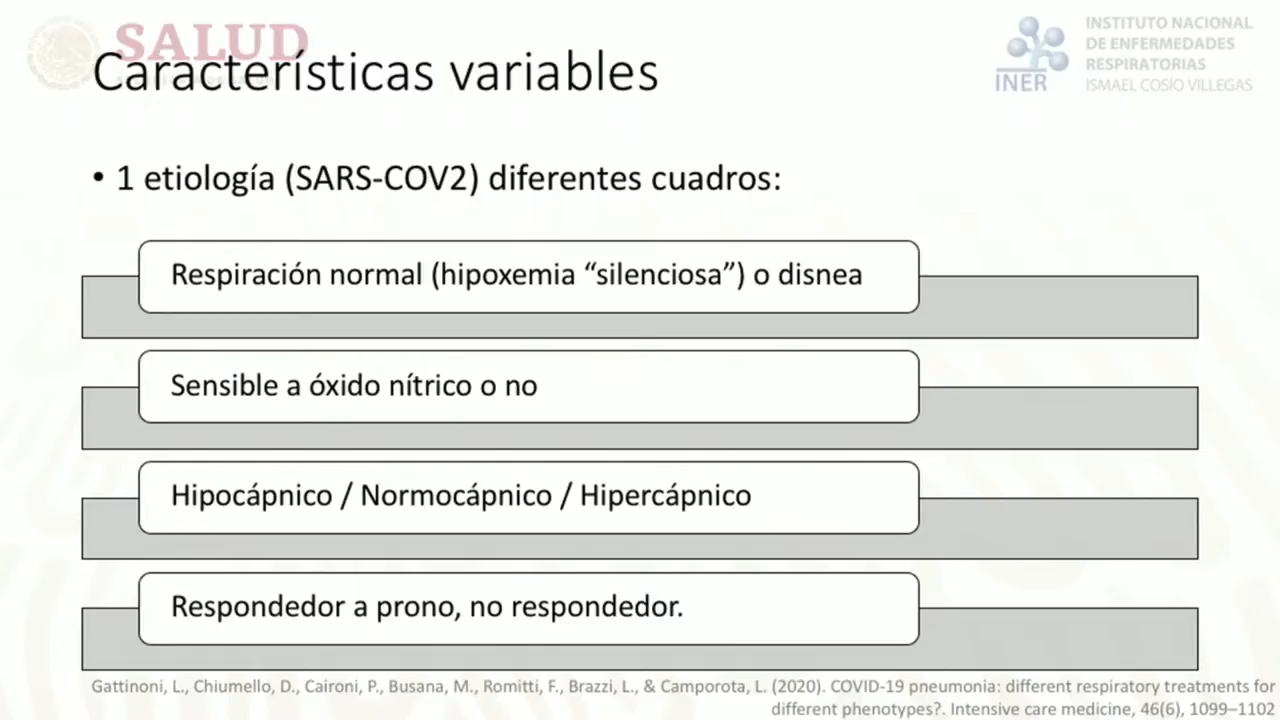 SALUD
INSTITUTO NACIONAL
DE ENFERMEDADES
RESPIRATORIAS
ISMAEL COSÍO VILLEGAS
INER
Características variables
• 1 etiología (SARS-COV2) diferentes cuadros:
Respiración normal (hipoxemia “silenciosa”) o disnea
Sensible a óxido nítrico o no
Hipocápnico / Normocápnico / Hipercápnico
Respondedor a prono, no respondedor.
Gattinoni, L., Chiumello, D., Caironi, P., Busana, M., Romitti, F., Brazzi, L., & Camporota, L. (2020). COVID-19 pneumonia: different respiratory treatments for
different phenotypes?. Intensive care medicine, 46(6), 1099–1102